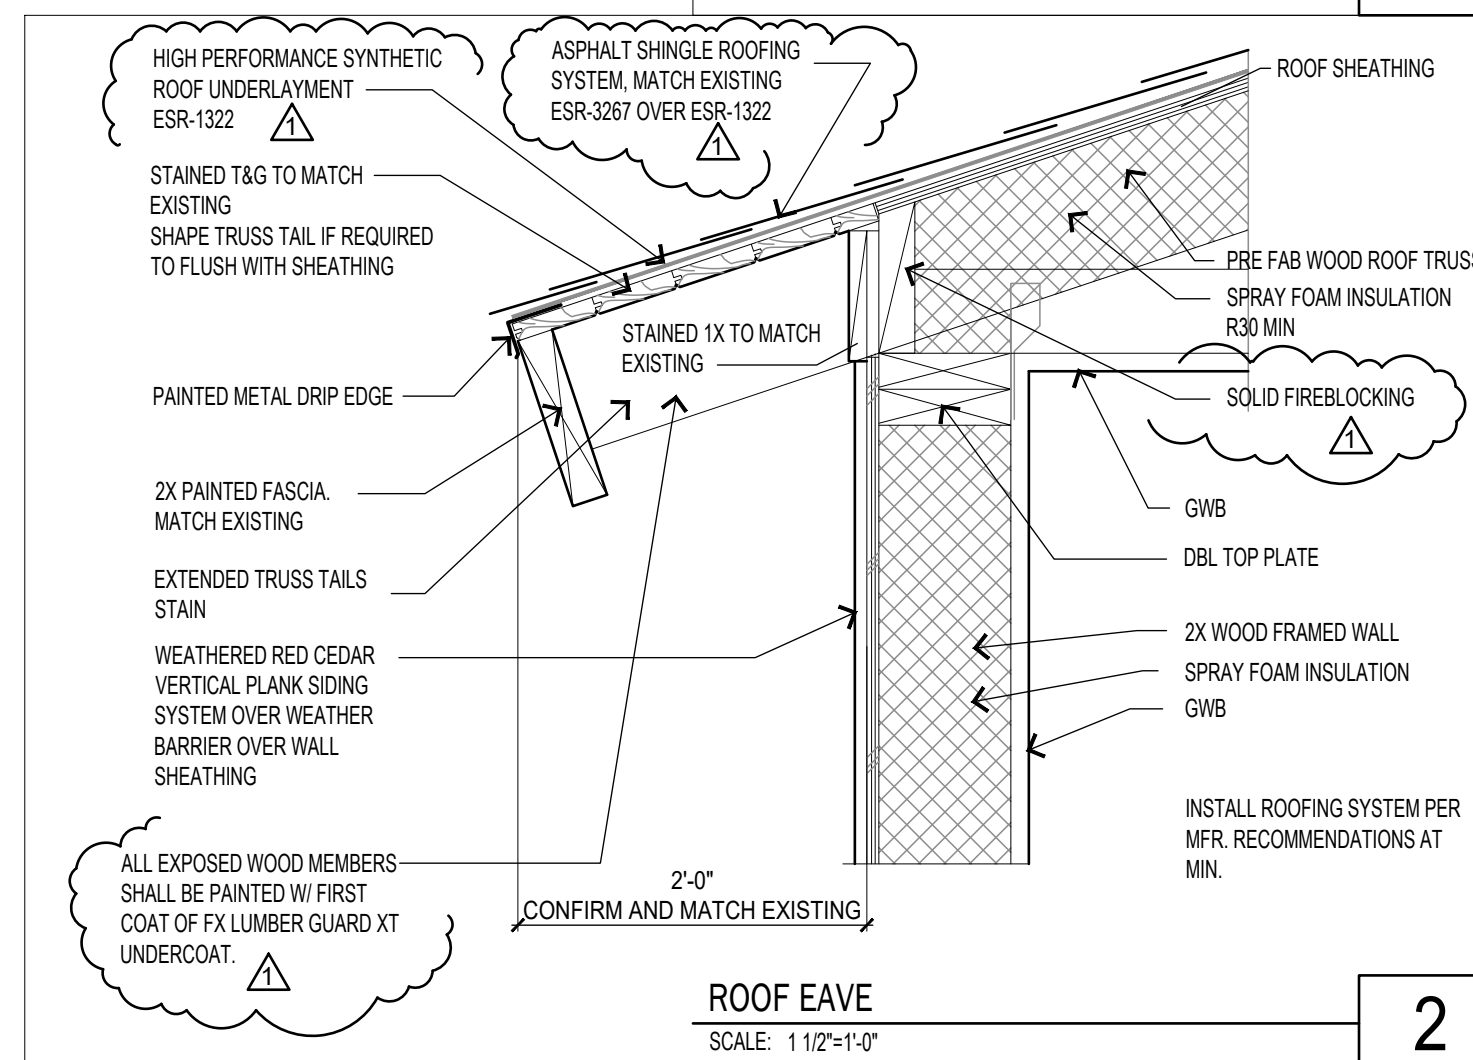 HIGH PERFORMANCE SYNTHETIC
ROOF UNDERLAYMENT
ESR-1322
1
ASPHALT SHINGLE ROOFING
SYSTEM, MATCH EXISTING
ESR-3267 OVER ESR-1322
1
ROOF SHEATHING
STAINED T&G TO MATCH
EXISTING
SHAPE TRUSS TAIL IF REQUIRED
TO FLUSH WITH SHEATHING
PRE FAB WOOD ROOF TRUSS
SPRAY FOAM INSULATION
R30 MIN
STAINED 1X TO MATCH
EXISTING
PAINTED METAL DRIP EDGE
SOLID FIREBLOCKING
1
2X PAINTED FASCIA.
MATCH EXISTING
GWB
DBL TOP PLATE
EXTENDED TRUSS TAILS
STAIN
2X WOOD FRAMED WALL
SPRAY FOAM INSULATION
GWB
WEATHERED RED CEDAR
VERTICAL PLANK SIDING
SYSTEM OVER WEATHER
BARRIER OVER WALL
SHEATHING
INSTALL ROOFING SYSTEM PER
MFR. RECOMMENDATIONS AT
MIN.
ALL EXPOSED WOOD MEMBERS
SHALL BE PAINTED W/ FIRST
COAT OF FX LUMBER GUARD XT
UNDERCOAT.
1
2'-0"
CONFIRM AND MATCH EXISTING
ROOF EAVE
SCALE: 1 1/2"=1'-0"
2